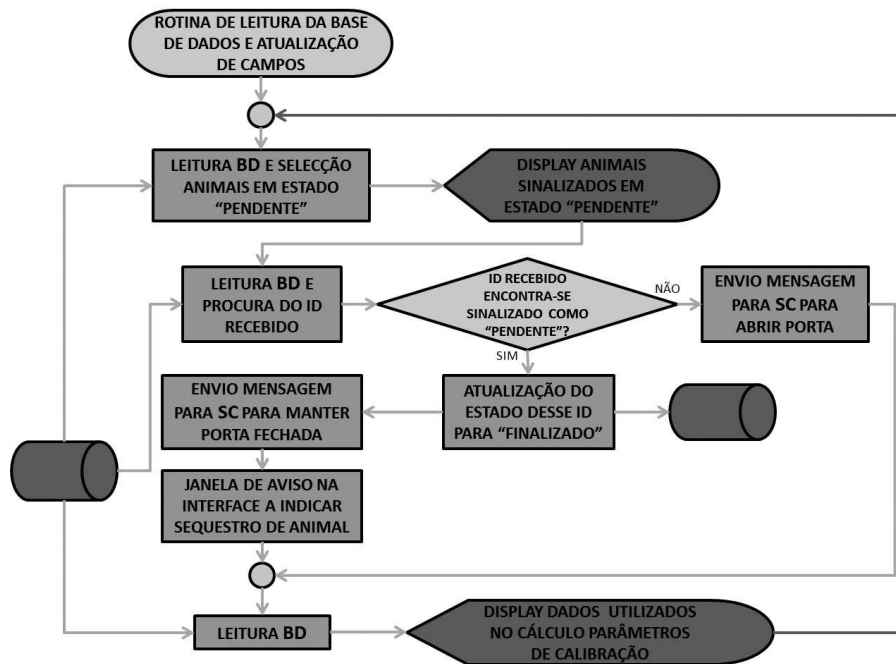 ROTINA DE LEITURA DA BASE
DE DADOS E ATUALIZAÇÃO
DE CAMPOS
LEITURA BD E SELECÇÃO
ANIMAIS EM ESTADO
“PENDENTE”
DISPLAY ANIMAIS
SINALIZADOS EM
ESTADO “PENDENTE”
LEITURA BD E
PROCURA DO ID
RECEBIDO
ID RECEBIDO
ENCONTRA-SE
SINALIZADO COMO
“PENDENTE”?
NÃO
ENVIO MENSAGEM
PARA SC PARA
ABRIR PORTA
SIM
ENVIO MENSAGEM
PARA SC PARA MANTER
PORTA FECHADA
ATUALIZAÇÃO DO
ESTADO DESSE ID
PARA “FINALIZADO”
JANELA DE AVISO NA
INTERFACE A INDICAR
SEQUESTRO DE ANIMAL
LEITURA BD
DISPLAY DADOS UTILIZADOS
NO CÁLCULO PARÂMETROS
DE CALIBRAÇÃO